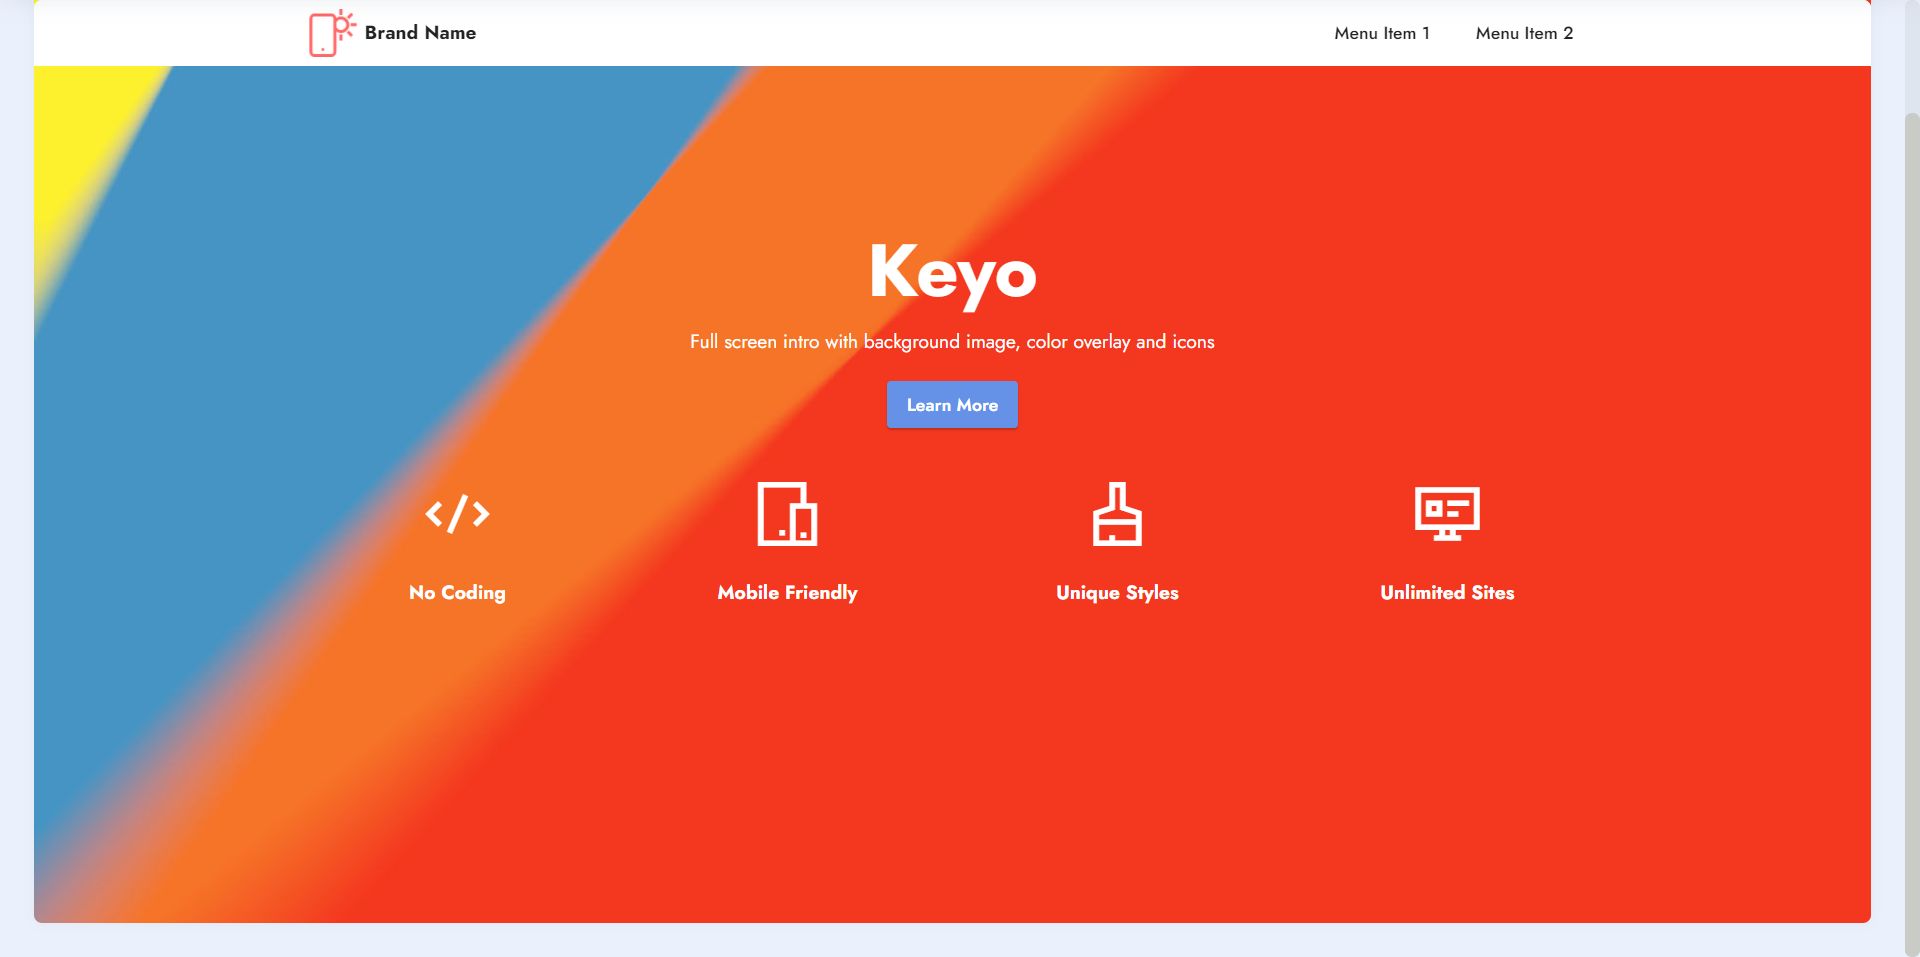 Brand Name
Menu Item 1
Menu Item 2
Keyo
Full screen intro with background image, color overlay and icons
Learn More
No Coding
Mobile Friendly
Unique Styles
Unlimited Sites